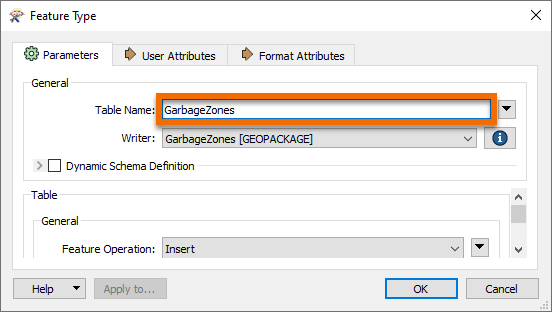 Feature Type
Parameters User Attributes Format Attributes
General
Table Name: GarbageZones
Writer: GarbageZones [GEOPACKAGE]
Dynamic Schema Definition
Table
General
Feature Operation: Insert
Help Apply to... OK Cancel